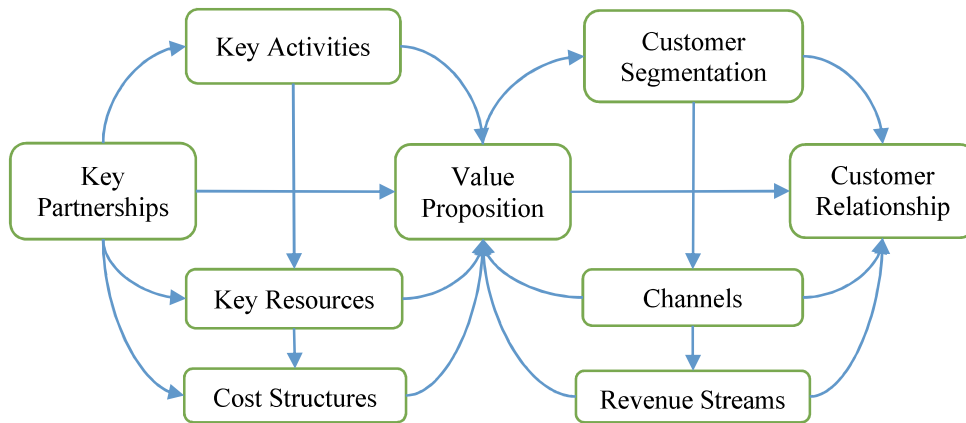 Key Activities
Customer
Segmentation
Key
Partnerships
Value
Proposition
Customer
Relationship
Key Resources
Channels
Cost Structures
Revenue Streams